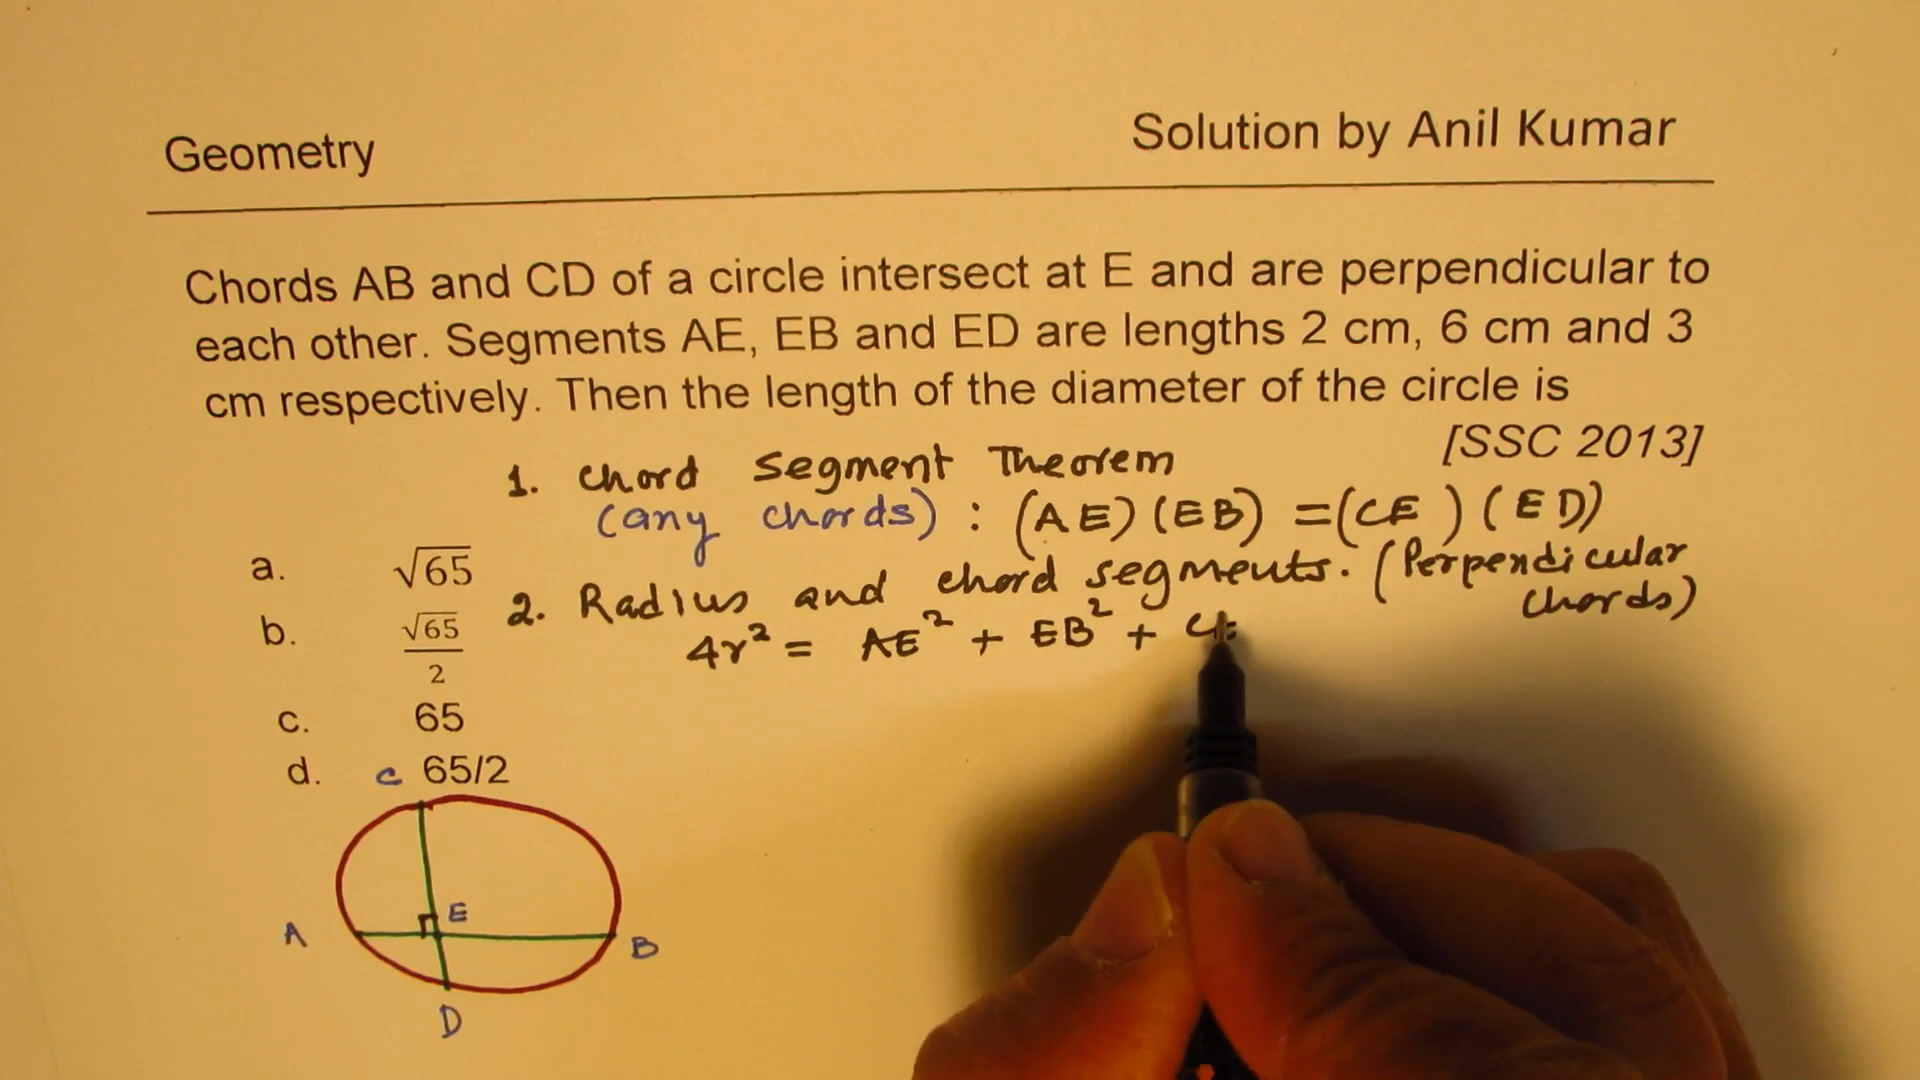 Geometry
Solution by Anil Kumar
Chords AB and CD of a circle intersect at E and are perpendicular to
each other. Segments AE, EB and ED are lengths 2 cm, 6 cm and 3
cm respectively. Then the length of the diameter of the circle is
[SSC 2013]
1. Chord Segment Theorem
(any chords) : (AE)(EB) = (CE)(ED)
2. Radius and chord segments. (Perpendicular
chords)
4r² = AE² + EB² +
a. √65
b. √65/2
c. 65
d. 65/2
C
E
A
B
D